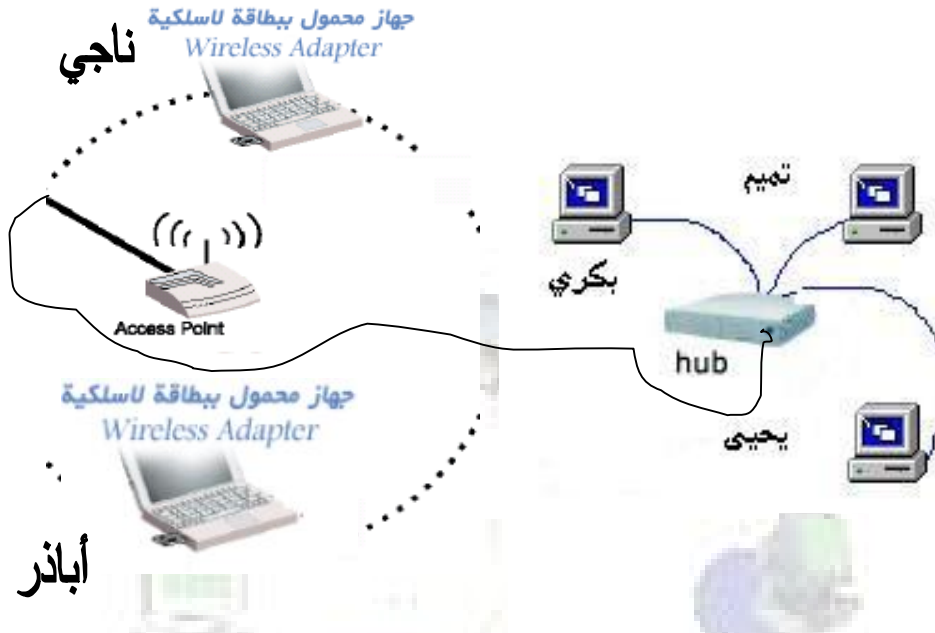 جهاز محمول ببطاقة لاسلكية
Wireless Adapter
ناجي
Access Point
جهاز محمول ببطاقة لاسلكية
Wireless Adapter
أباذر
تميم
بكري
hub
يحيى